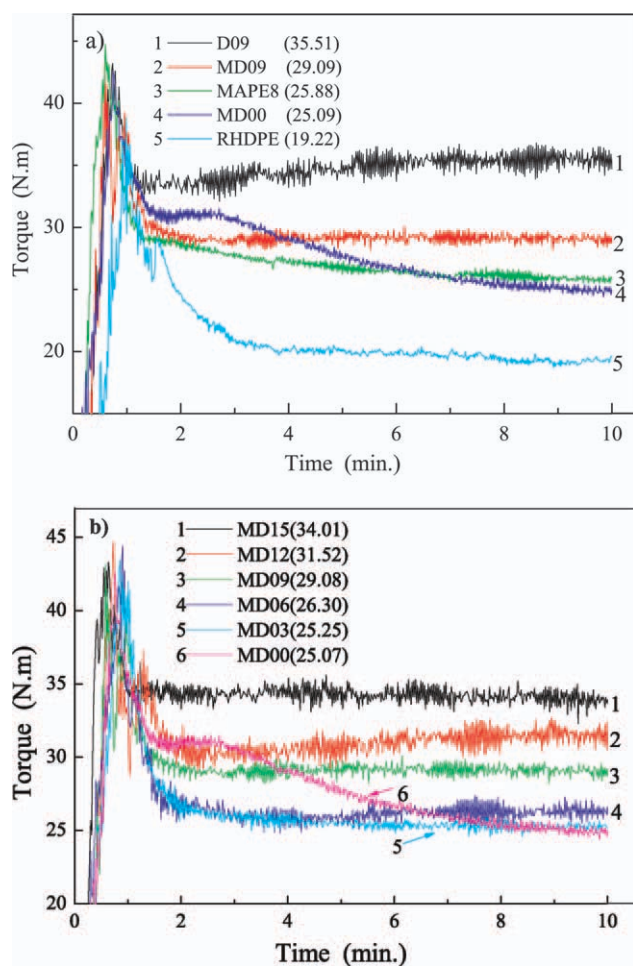 a)
1 D09 (35.51)
2 MD09 (29.09)
3 MAPE8 (25.88)
4 MD00 (25.09)
5 RHDPE (19.22)
40
30
20
Torque (N.m)
1
2
3
4
5
0 2 4 6 8 10
Time (min.)
b)
1 MD15(34.01)
2 MD12(31.52)
3 MD09(29.08)
4 MD06(26.30)
5 MD03(25.25)
6 MD00(25.07)
45
40
35
30
25
20
Torque (N.m)
1
2
3
6
4
5
0 2 4 6 8 10
Time (min.)